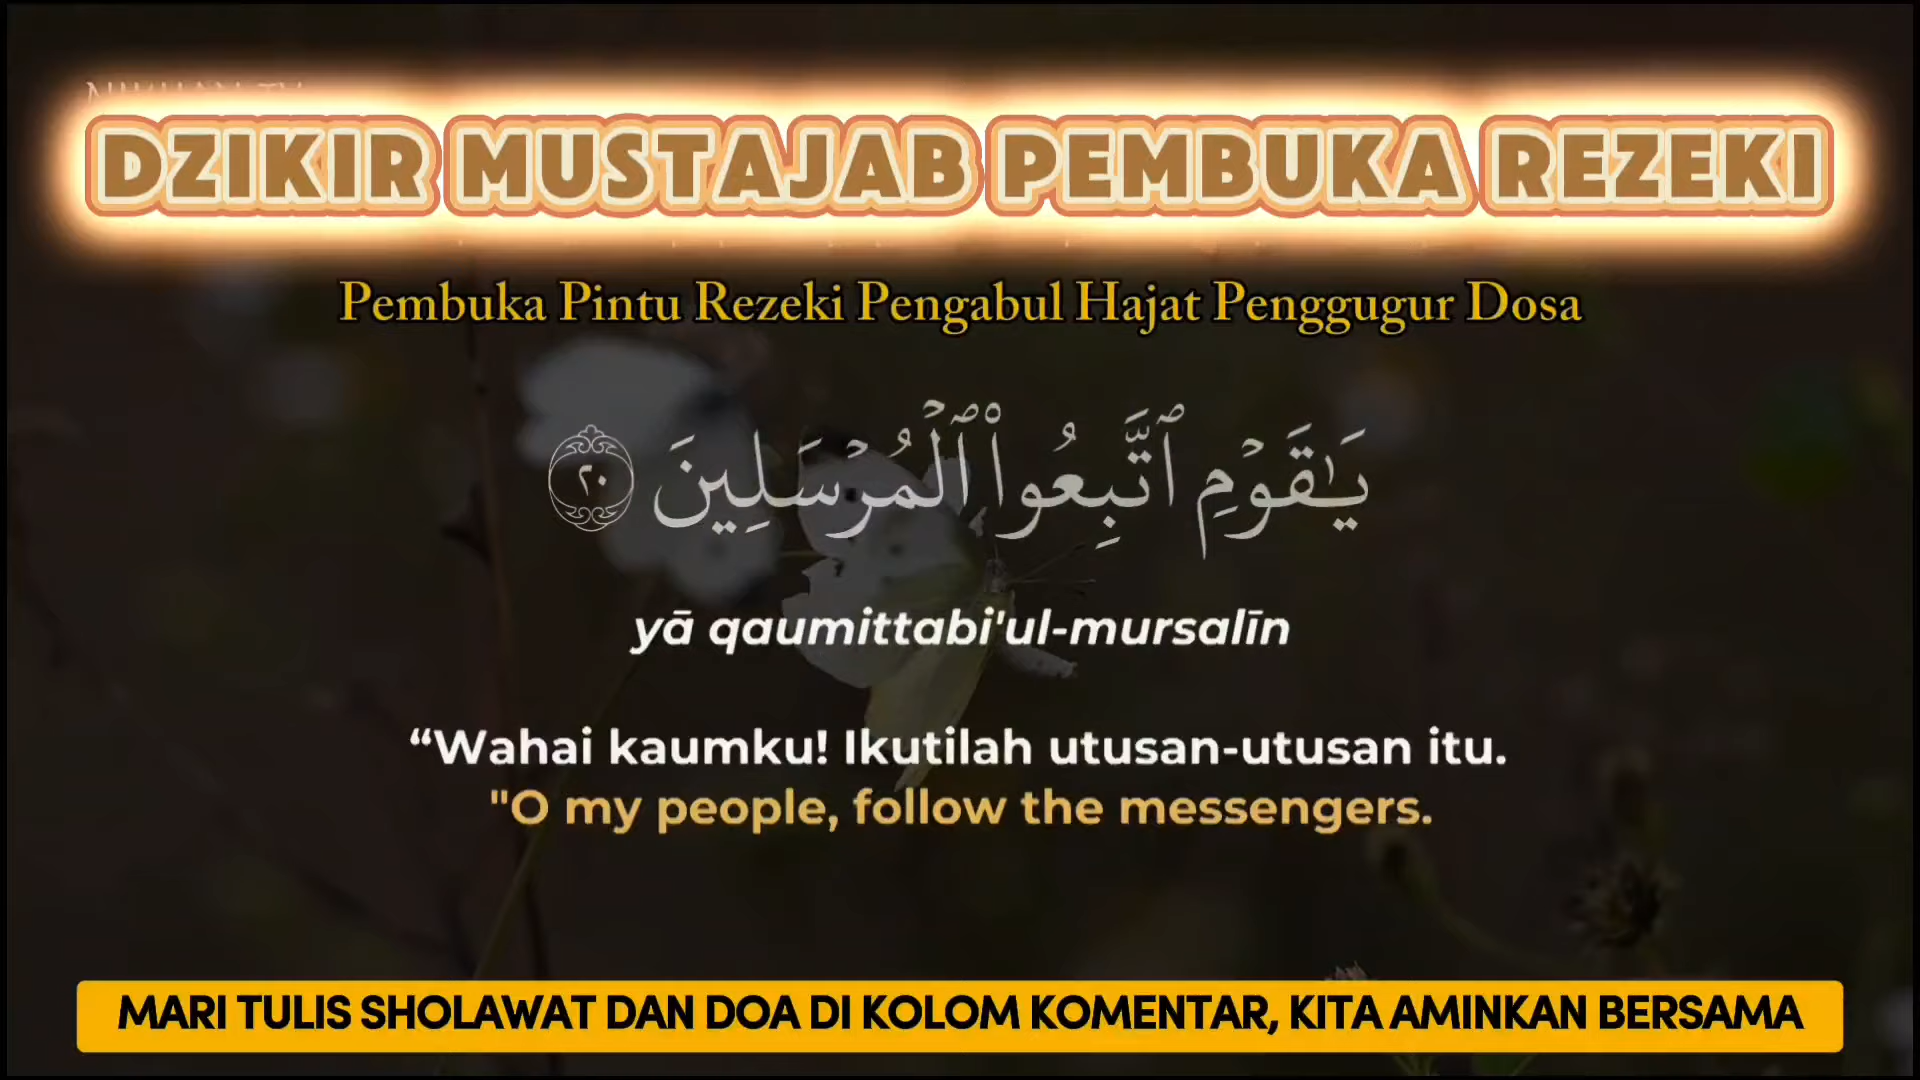 DZIKIR MUSTAJAB PEMBUKA REZEKI
Pembuka Pintu Rezeki Pengabul Hajat Penggugur Dosa
يَـٰقَوْمِ ٱتَّبِعُوا۟ ٱلْمُرْسَلِينَ ٢٠
yā qaumittabi'ul-mursalīn
“Wahai kaumku! Ikutilah utusan-utusan itu.
"O my people, follow the messengers.
MARI TULIS SHOLAWAT DAN DOA DI KOLOM KOMENTAR, KITA AMINKAN BERSAMA